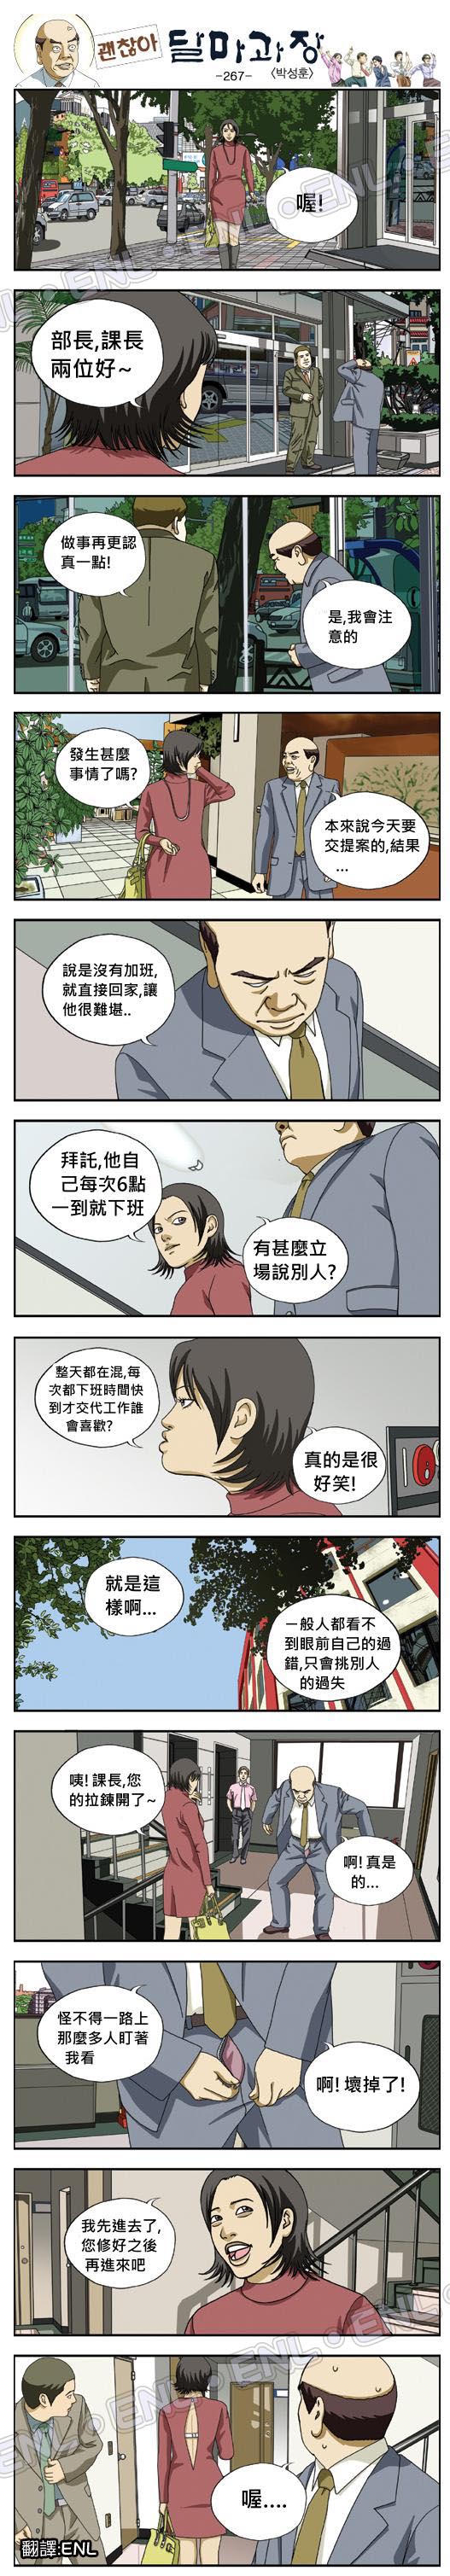 괜찮아 달마과장
-267- 〈박성훈〉
喔!
部長,課長
兩位好~
做事再更認
真一點!
是,我會注
意的
發生甚麼
事情了嗎?
本來說今天要
交提案的,結果
...
說是沒有加班,
就直接回家,讓
他很難堪..
拜託,他自
己每次6點
一到就下班
有甚麼立
場說別人?
整天都在混,每
次都下班時間快
到才交代工作誰
會喜歡?
真的是很
好笑!
就是這
樣啊...
一般人都看不
到眼前自己的過
錯,只會挑別人
的過失
咦!課長,您
的拉鍊開了~
啊!真是
的...
怪不得一路上
那麼多人盯著
我看
啊!壞掉了!
我先進去了,
您修好之後
再進來吧
喔....
翻譯:ENL